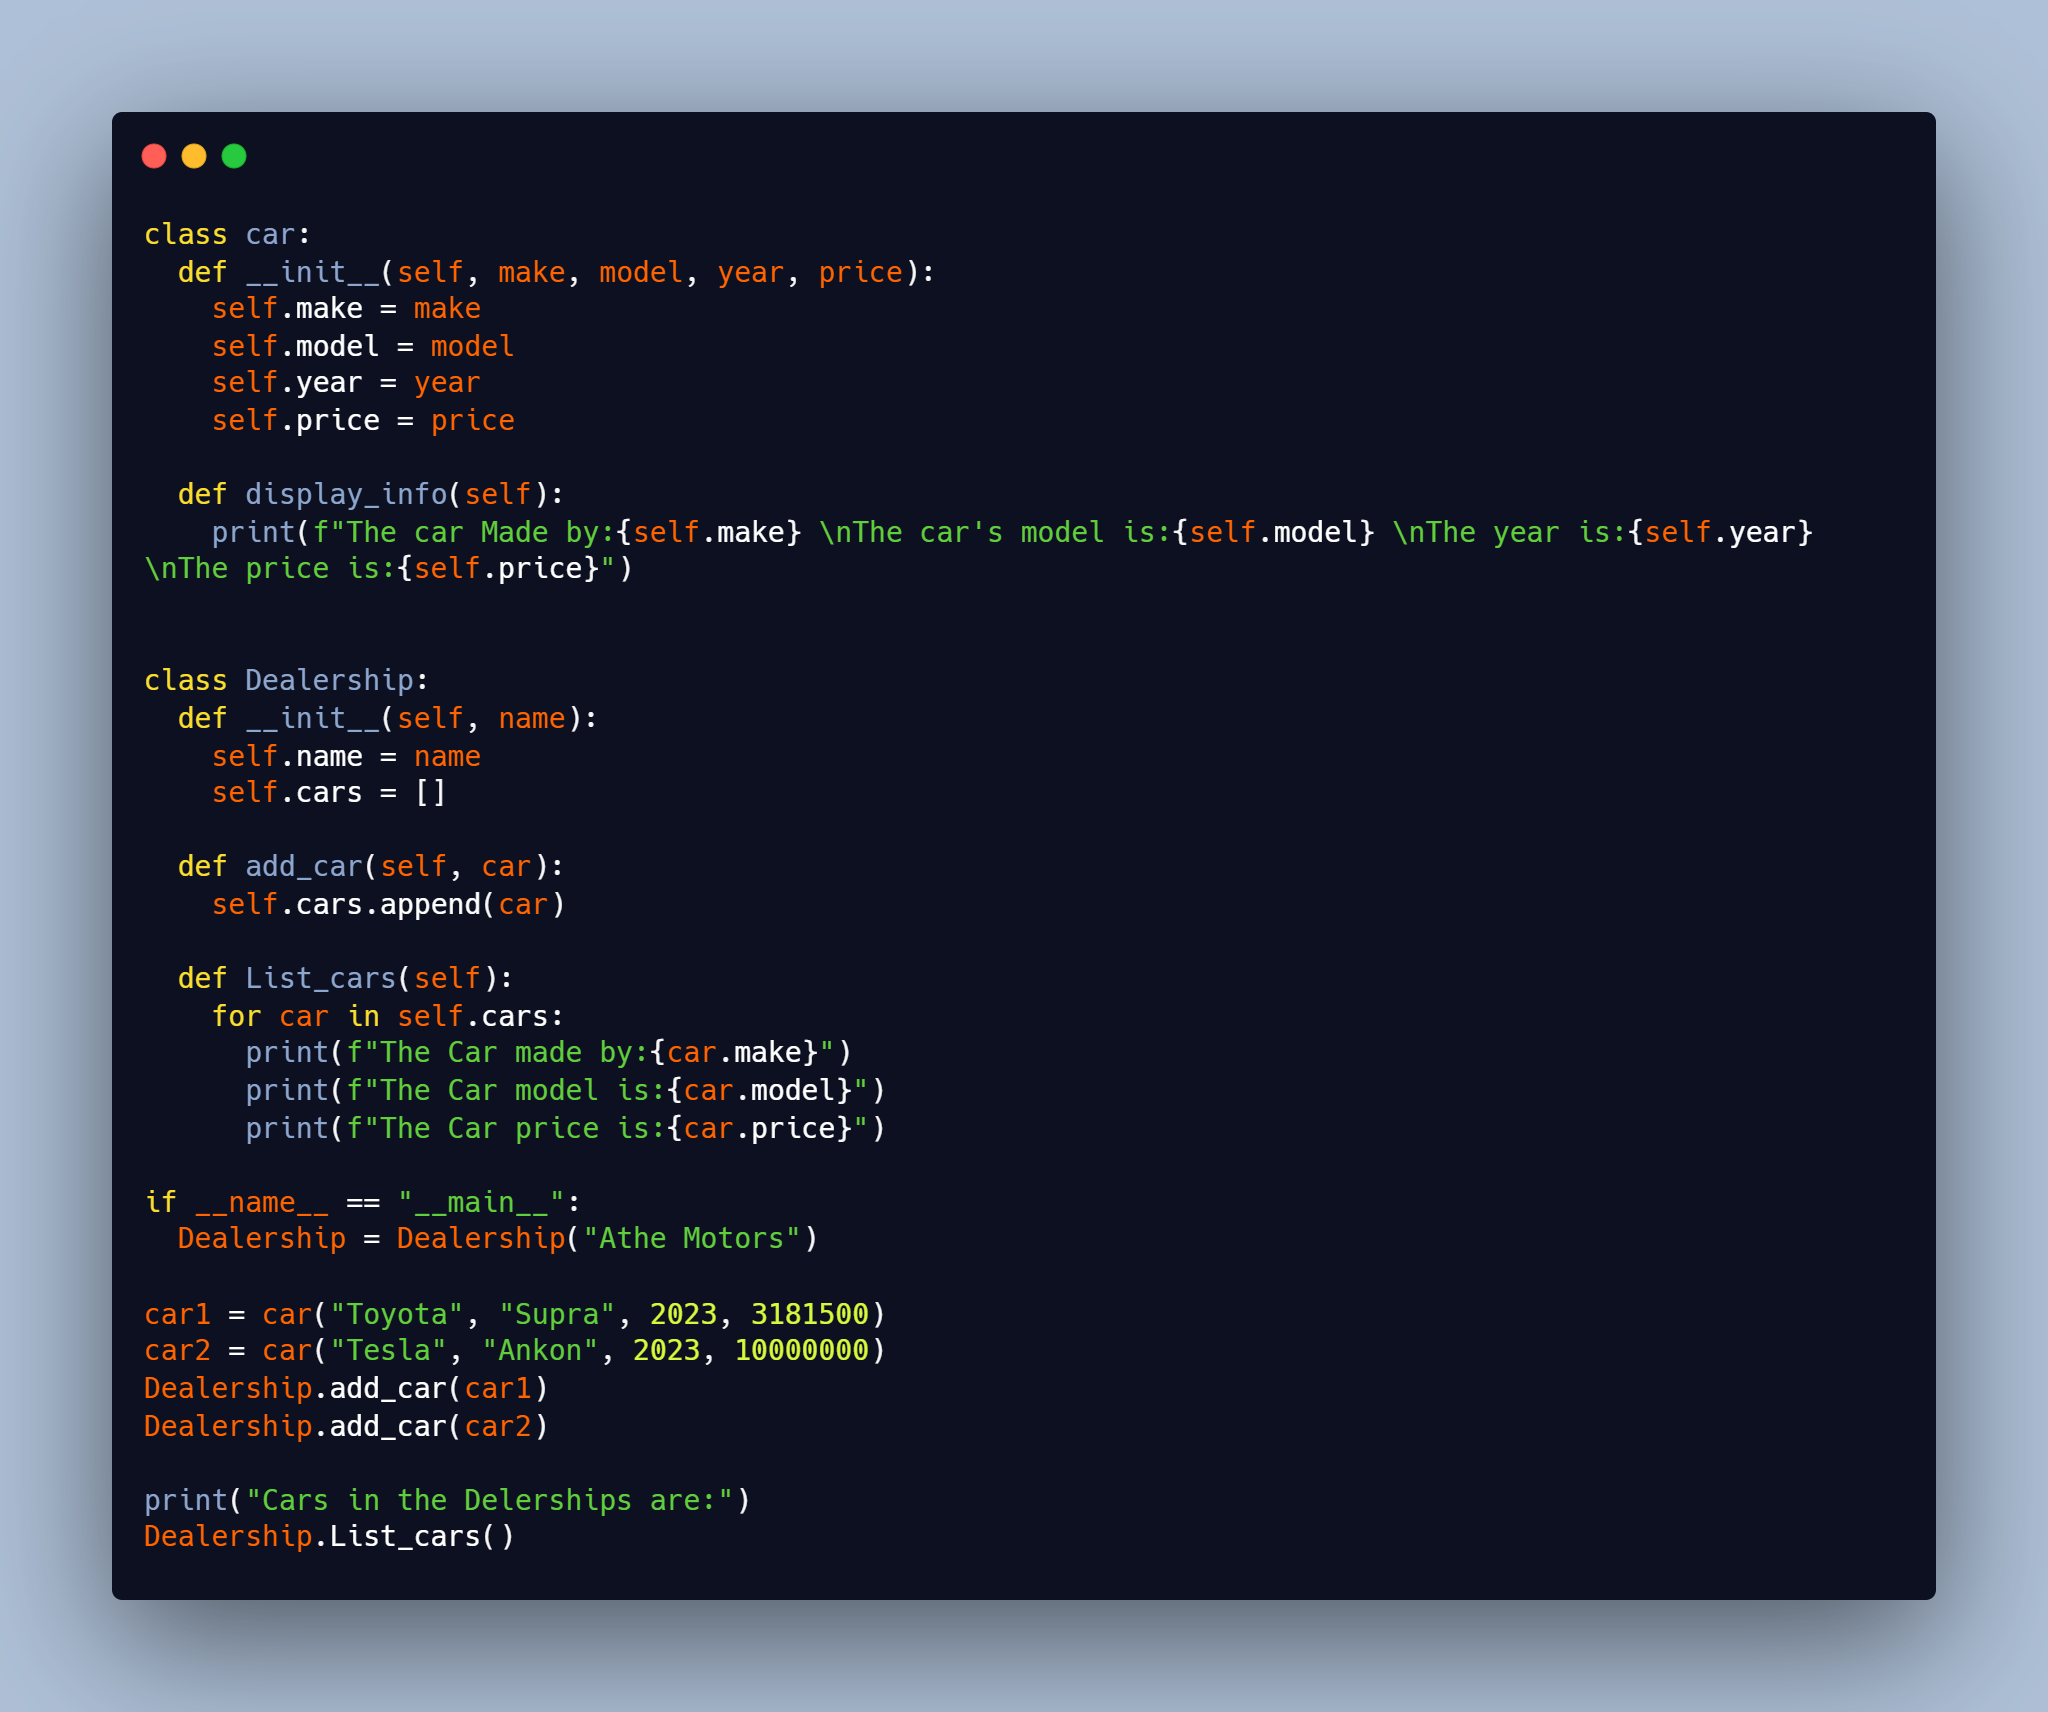 class car:
  def __init__(self, make, model, year, price):
    self.make = make
    self.model = model
    self.year = year
    self.price = price

  def display_info(self):
    print(f"The car Made by:{self.make} \nThe car's model is:{self.model} \nThe year is:{self.year}
\nThe price is:{self.price}")


class Dealership:
  def __init__(self, name):
    self.name = name
    self.cars = []

  def add_car(self, car):
    self.cars.append(car)

  def List_cars(self):
    for car in self.cars:
      print(f"The Car made by:{car.make}")
      print(f"The Car model is:{car.model}")
      print(f"The Car price is:{car.price}")

if __name__ == "__main__":
  Dealership = Dealership("Athe Motors")

car1 = car("Toyota", "Supra", 2023, 3181500)
car2 = car("Tesla", "Ankon", 2023, 10000000)
Dealership.add_car(car1)
Dealership.add_car(car2)

print("Cars in the Delerships are:")
Dealership.List_cars()